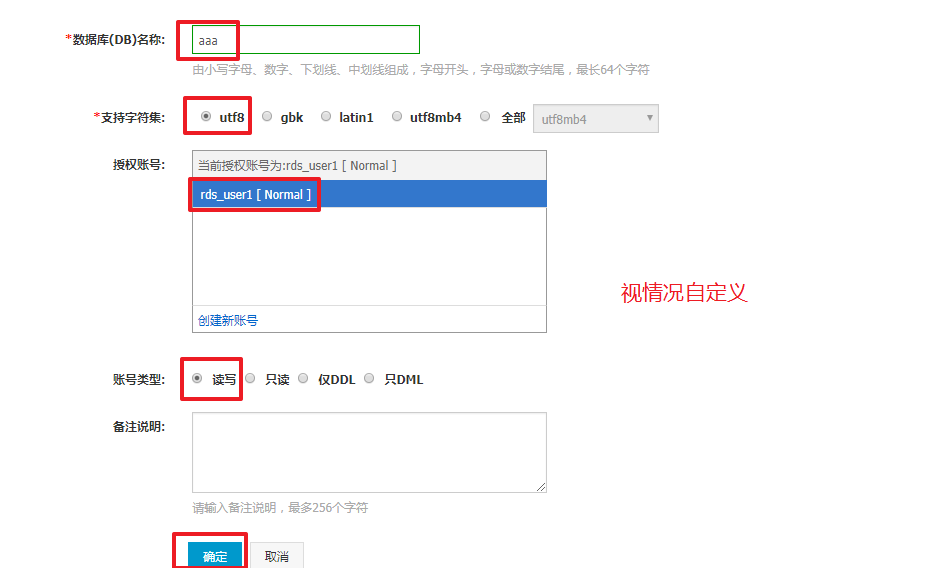 *数据库(DB)名称: aaa
由小写字母、数字、下划线、中划线组成，字母开头，字母或数字结尾，最长64个字符
*支持字符集: utf8 gbk latin1 utf8mb4 全部 utf8mb4
授权账号: 当前授权账号为:rds_user1 [ Normal ]
rds_user1 [ Normal ]
视情况自定义
创建新账号
账号类型: 读写 只读 仅DDL 只DML
备注说明:
请输入备注说明，最多256个字符
确定 取消